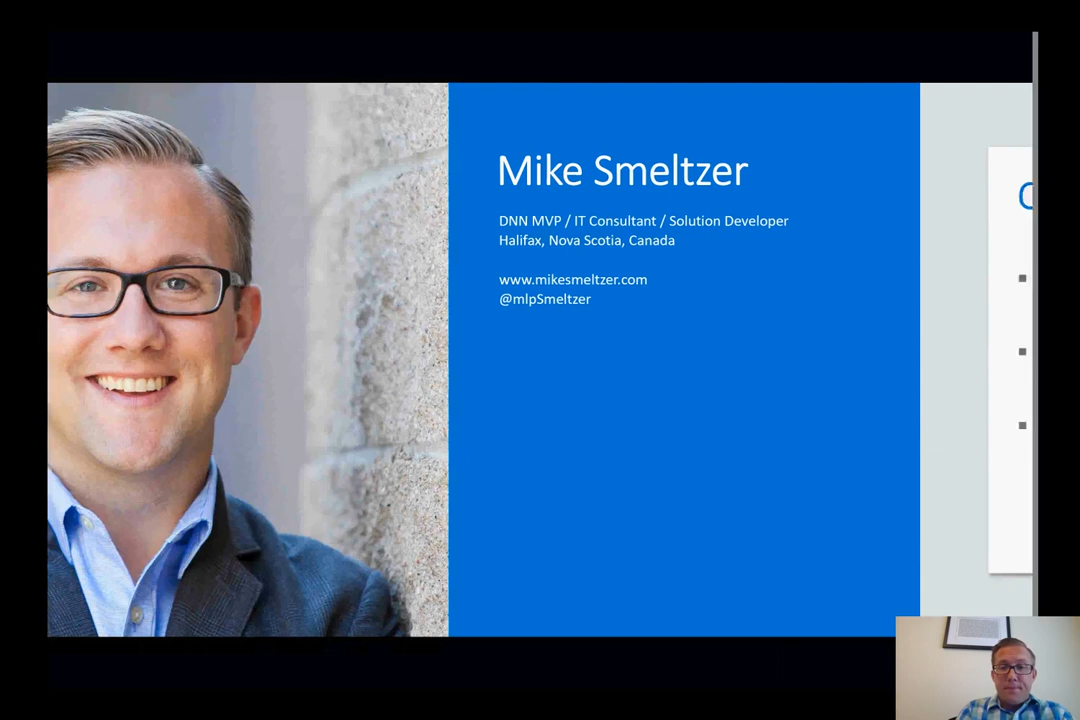 Mike Smeltzer
DNN MVP / IT Consultant / Solution Developer
Halifax, Nova Scotia, Canada
www.mikesmeltzer.com
@mlpSmeltzer